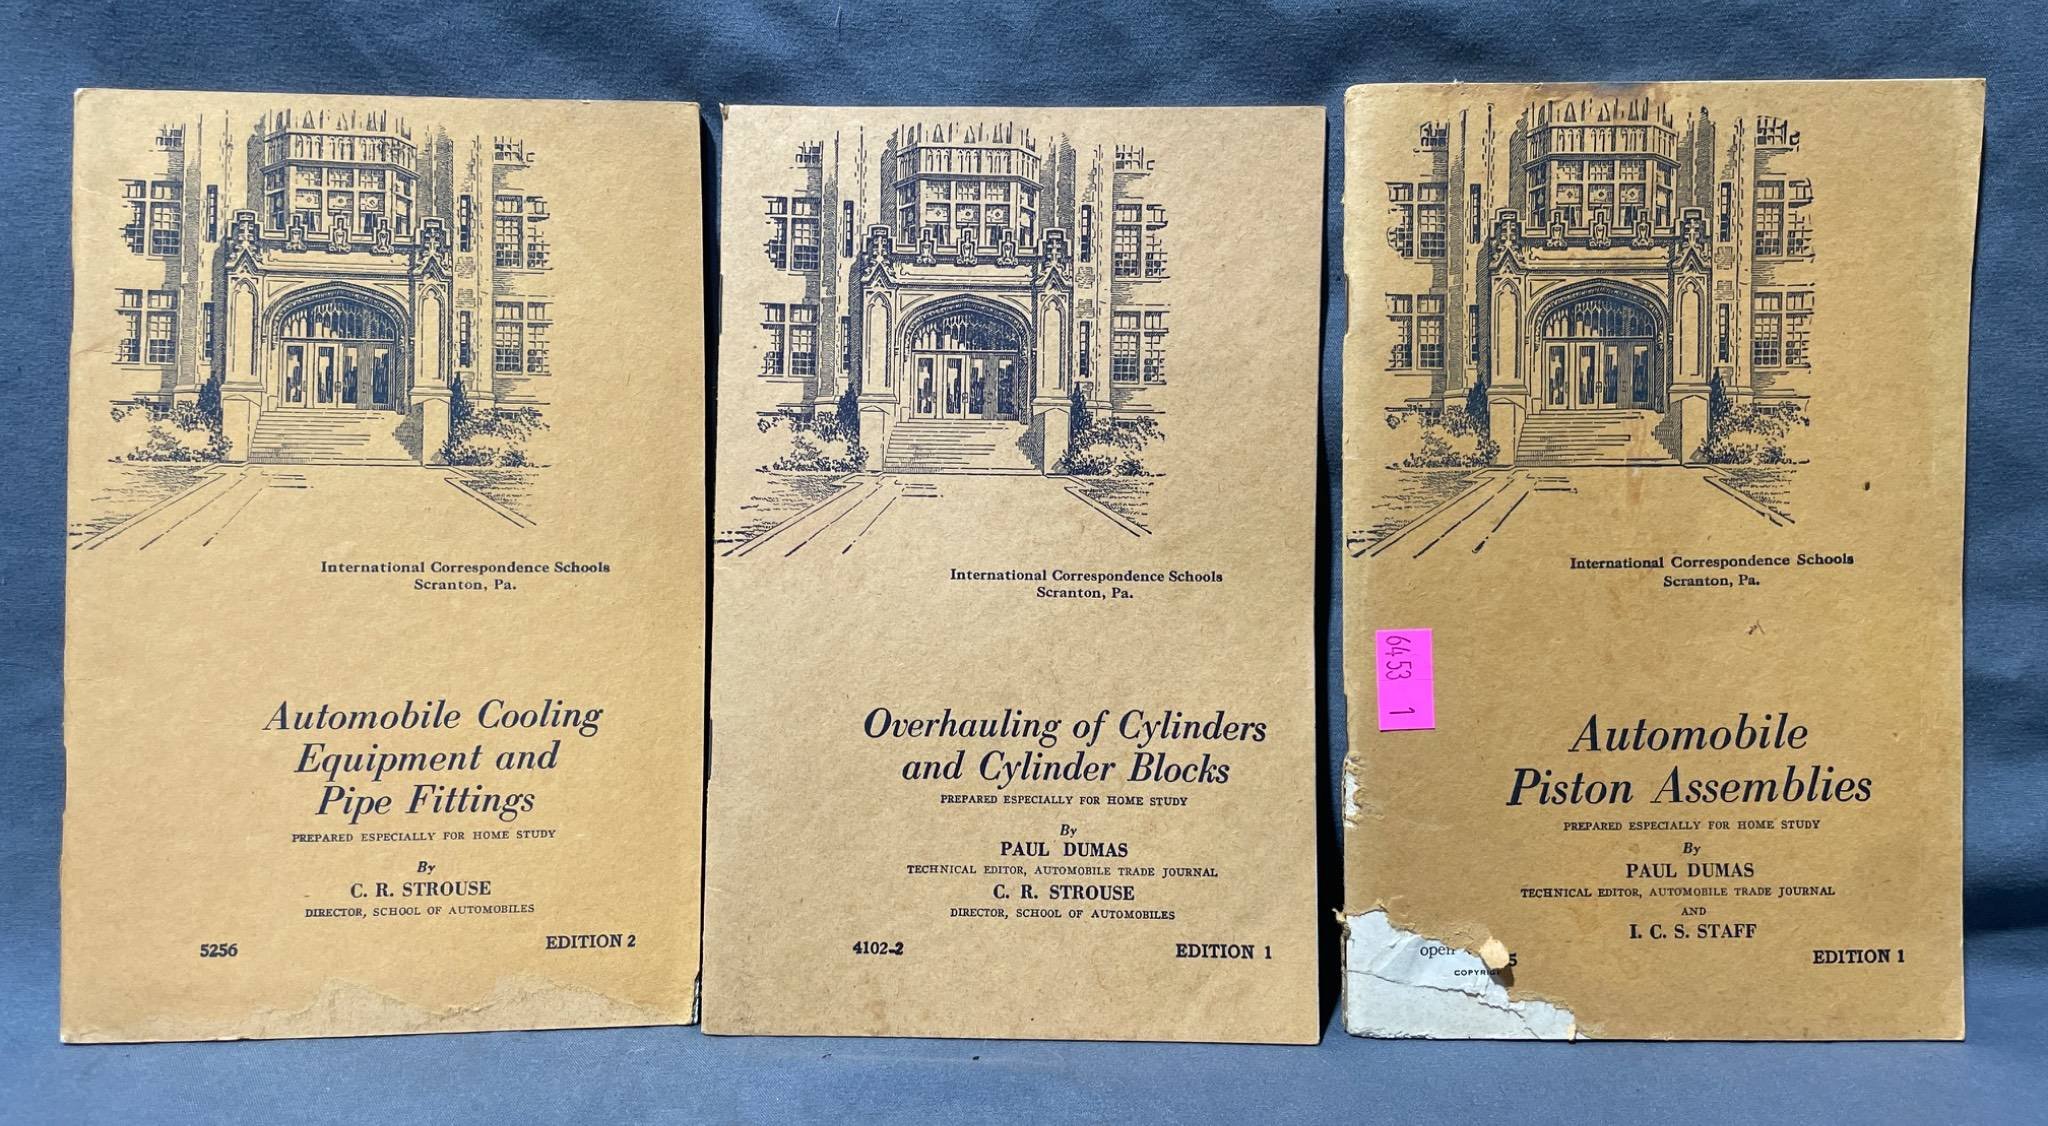 International Correspondence Schools
Scranton, Pa.
Automobile Cooling
Equipment and
Pipe Fittings
PREPARED ESPECIALLY FOR HOME STUDY
By
C. R. STROUSE
DIRECTOR, SCHOOL OF AUTOMOBILES
5256 EDITION 2
International Correspondence Schools
Scranton, Pa.
Overhauling of Cylinders
and Cylinder Blocks
PREPARED ESPECIALLY FOR HOME STUDY
By
PAUL DUMAS
TECHNICAL EDITOR, AUTOMOBILE TRADE JOURNAL
C. R. STROUSE
DIRECTOR, SCHOOL OF AUTOMOBILES
4102-2 EDITION 1
International Correspondence Schools
Scranton, Pa.
6453 1
Automobile
Piston Assemblies
PREPARED ESPECIALLY FOR HOME STUDY
By
PAUL DUMAS
TECHNICAL EDITOR, AUTOMOBILE TRADE JOURNAL
AND
I. C. S. STAFF
open 5 EDITION 1